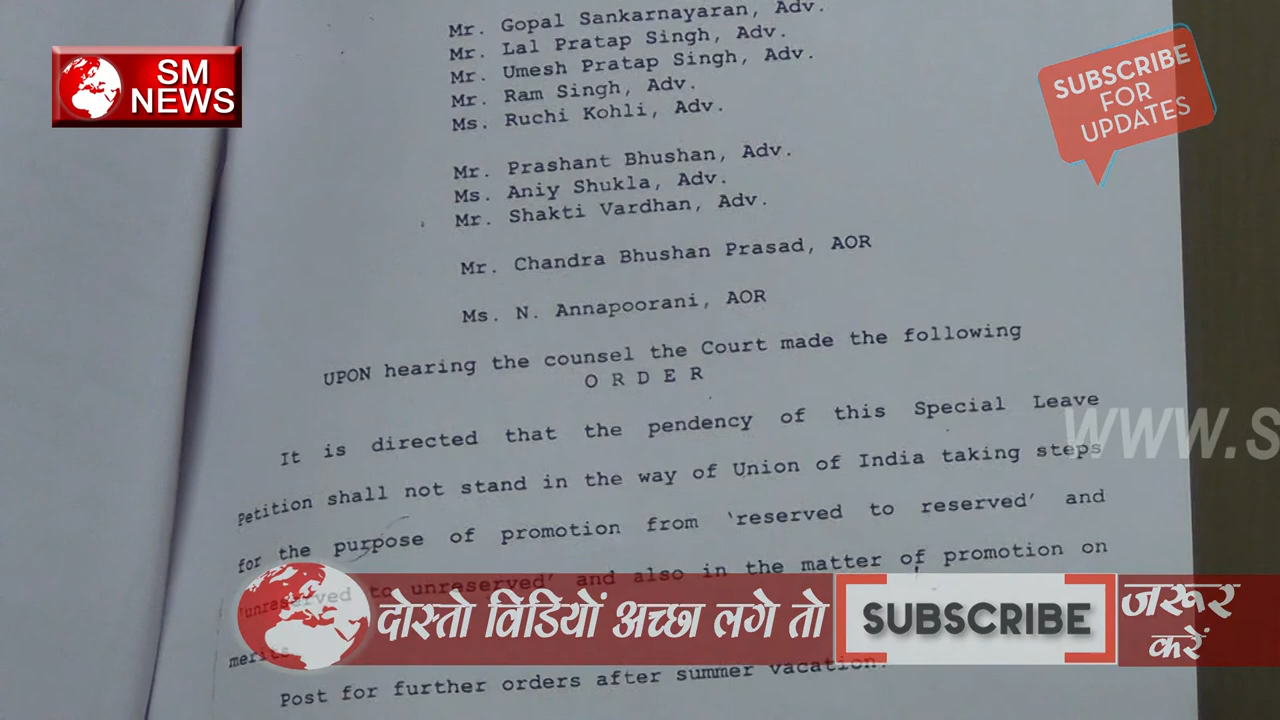 Mr. Gopal Sankarnayaran, Adv.
Mr. Lal Pratap Singh, Adv.
Mr. Umesh Pratap Singh, Adv.
Mr. Ram Singh, Adv.
Ms. Ruchi Kohli, Adv.
Mr. Prashant Bhushan, Adv.
Ms. Aniy Shukla, Adv.
Mr. Shakti Vardhan, Adv.
Mr. Chandra Bhushan Prasad, AOR
Ms. N. Annapoorani, AOR
UPON hearing the counsel the Court made the following
O R D E R
It is directed that the pendency of this Special Leave
Petition shall not stand in the way of Union of India taking steps
for the purpose of promotion from 'reserved to reserved' and
'unreserved to unreserved' and also in the matter of promotion on
merits.
Post for further orders after summer vacation.
SM
NEWS
SUBSCRIBE
FOR
UPDATES
www.S
दोस्तो विडियों अच्छा लगे तो
SUBSCRIBE
जरूर
करें